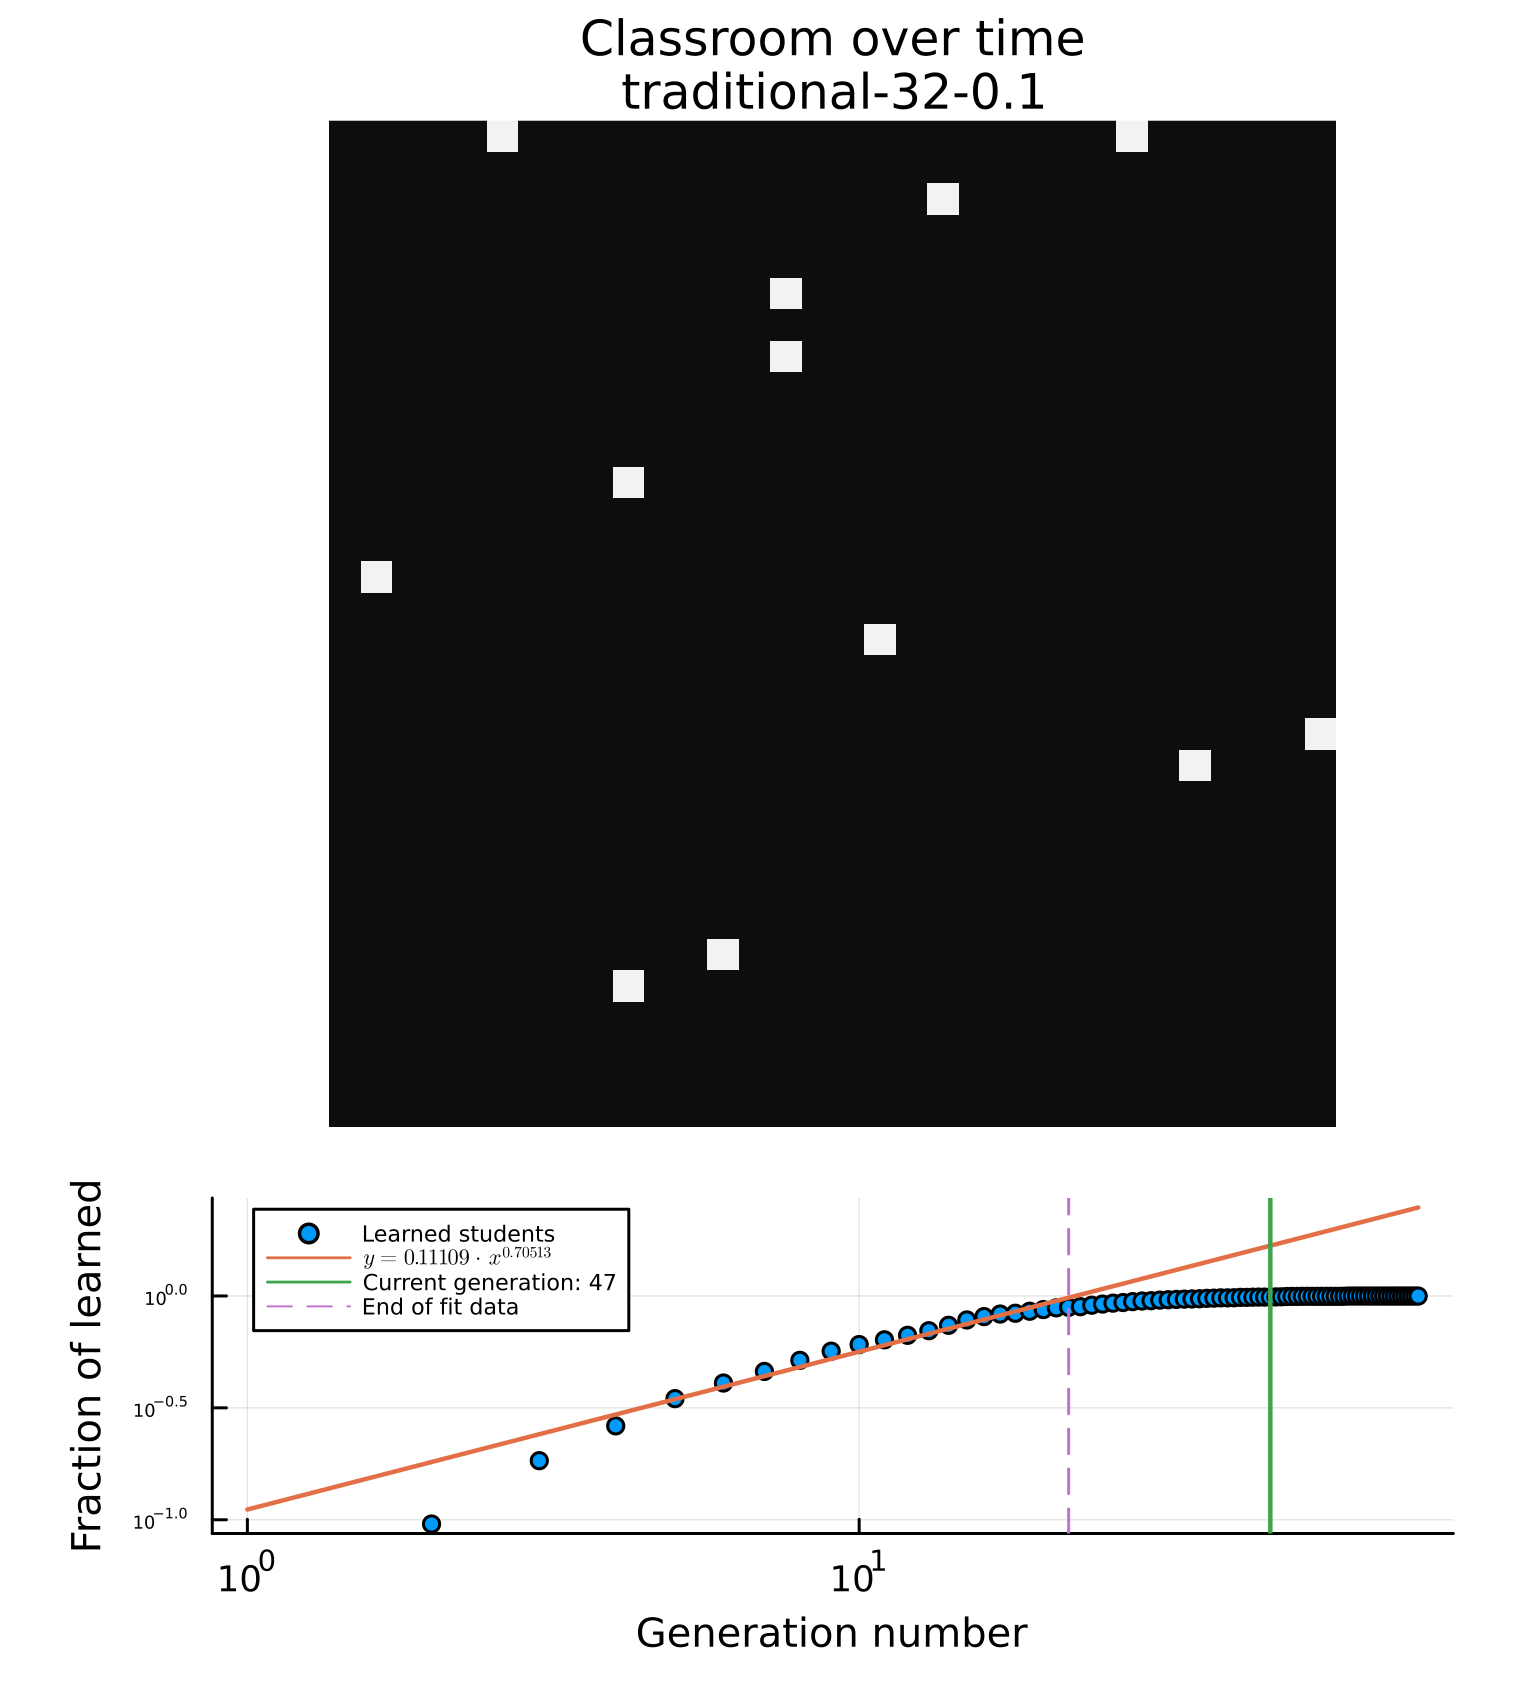 Classroom over time
traditional-32-0.1
Fraction of learned
Learned students
y = 0.11109 · x^0.70513
Current generation: 47
End of fit data
10^0.0
10^−0.5
10^−1.0
10^0 10^1
Generation number